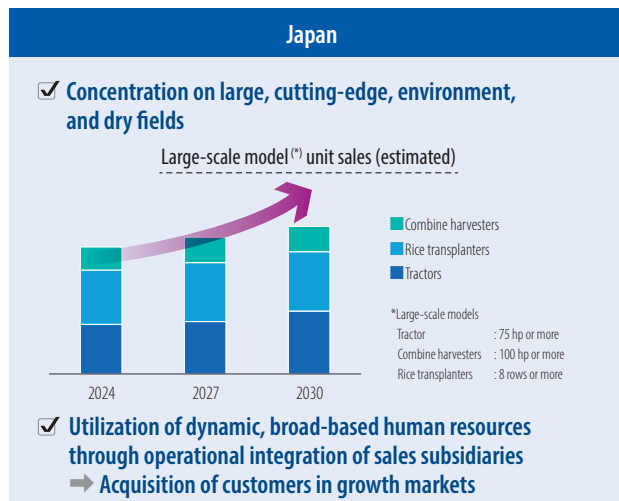 Japan
Concentration on large, cutting-edge, environment,
and dry fields
Large-scale model (*) unit sales (estimated)
Combine harvesters
Rice transplanters
Tractors
*Large-scale models
Tractor : 75 hp or more
Combine harvesters : 100 hp or more
Rice transplanters : 8 rows or more
2024 2027 2030
Utilization of dynamic, broad-based human resources
through operational integration of sales subsidiaries
➡ Acquisition of customers in growth markets